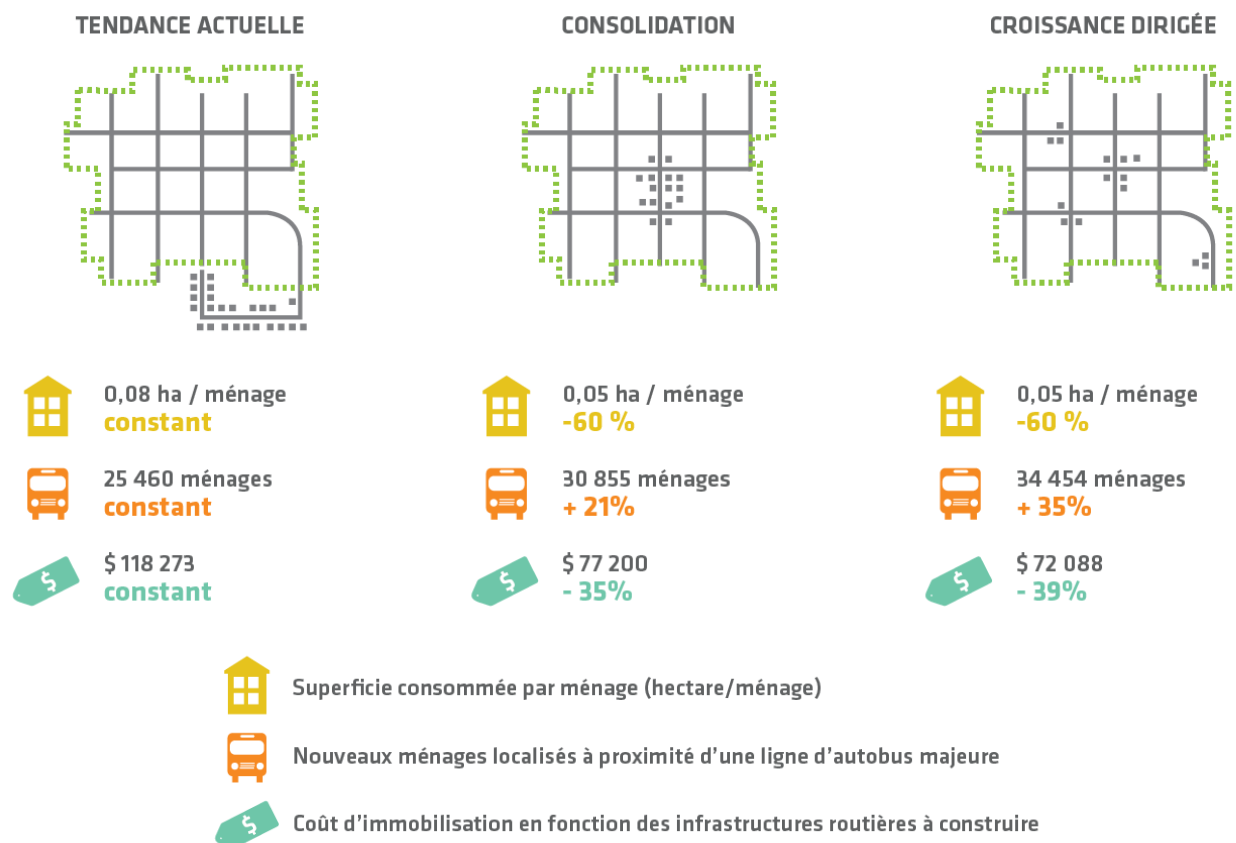 TENDANCE ACTUELLE
CONSOLIDATION
CROISSANCE DIRIGÉE
0,08 ha / ménage
constant
0,05 ha / ménage
-60 %
0,05 ha / ménage
-60 %
25 460 ménages
constant
30 855 ménages
+ 21%
34 454 ménages
+ 35%
$
$ 118 273
constant
$
$ 77 200
- 35%
$
$ 72 088
- 39%
Superficie consommée par ménage (hectare/ménage)
Nouveaux ménages localisés à proximité d’une ligne d’autobus majeure
$
Coût d’immobilisation en fonction des infrastructures routières à construire